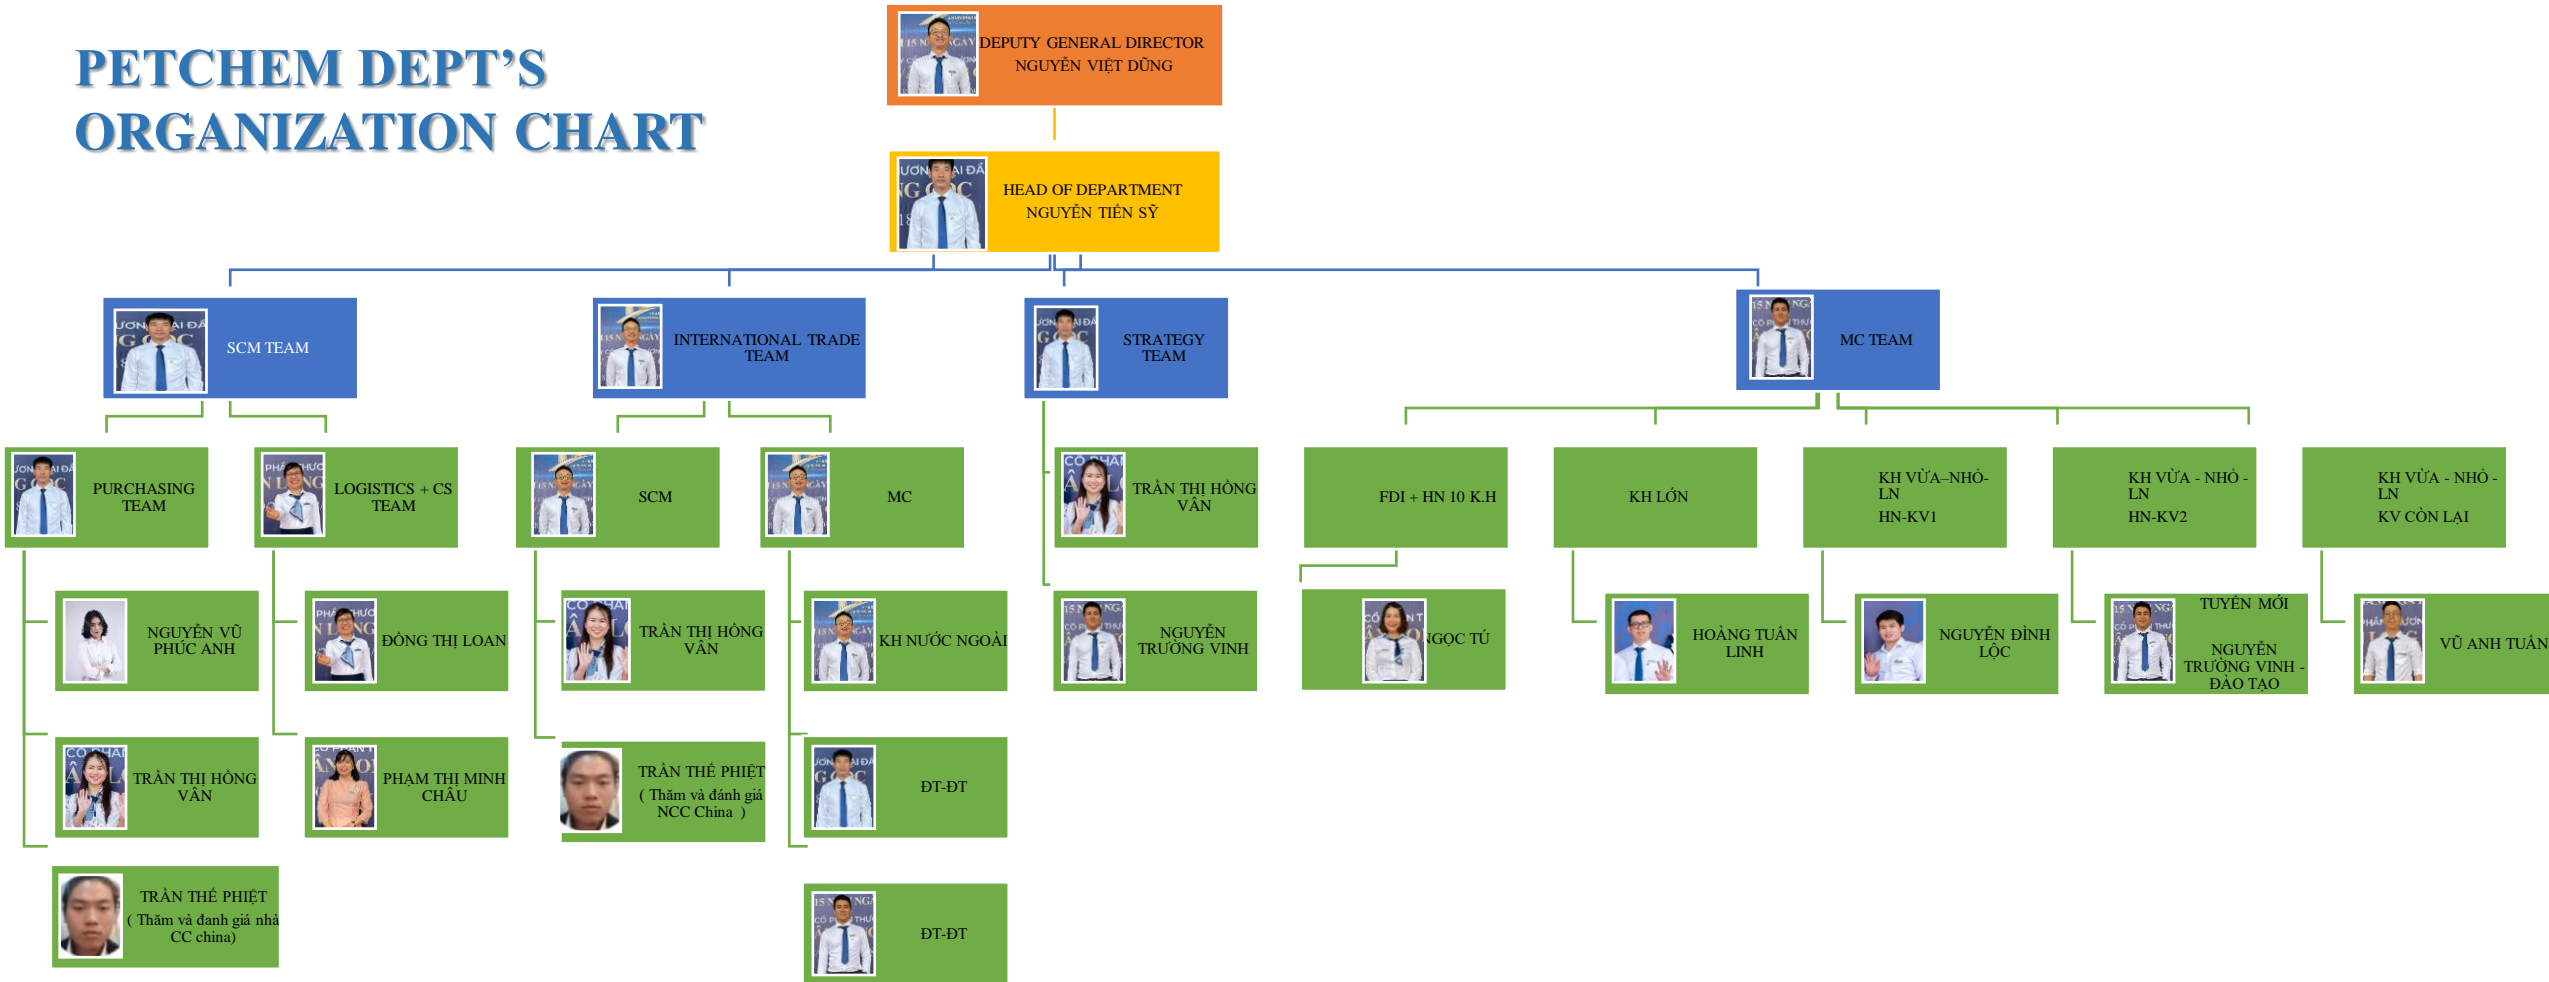 PETCHEM DEPT'S
ORGANIZATION CHART
DEPUTY GENERAL DIRECTOR
NGUYỄN VIỆT DŨNG
HEAD OF DEPARTMENT
NGUYỄN TIẾN SỸ
SCM TEAM
INTERNATIONAL TRADE
TEAM
STRATEGY
TEAM
MC TEAM
PURCHASING
TEAM
LOGISTICS + CS
TEAM
SCM
MC
TRẦN THỊ HỒNG
VÂN
FDI + HN 10 K.H
KH LỚN
KH VỪA–NHỎ-
LN
HN-KV1
KH VỪA - NHỎ -
LN
HN-KV2
KH VỪA - NHỎ -
LN
KV CÒN LẠI
NGUYỄN VŨ
PHÚC ANH
ĐỒNG THỊ LOAN
TRẦN THỊ HỒNG
VÂN
KH NƯỚC NGOÀI
NGUYỄN
TRƯỜNG VINH
NGỌC TÚ
HOÀNG TUẤN
LINH
NGUYỄN ĐÌNH
LỘC
TUYỂN MỚI
NGUYỄN
TRƯỜNG VINH -
ĐÀO TẠO
VŨ ANH TUẤN
TRẦN THỊ HỒNG
VÂN
PHẠM THỊ MINH
CHÂU
TRẦN THẾ PHIỆT
( Thăm và đánh giá
NCC China )
ĐT-ĐT
TRẦN THẾ PHIỆT
( Thăm và đanh giá nhà
CC china)
ĐT-ĐT